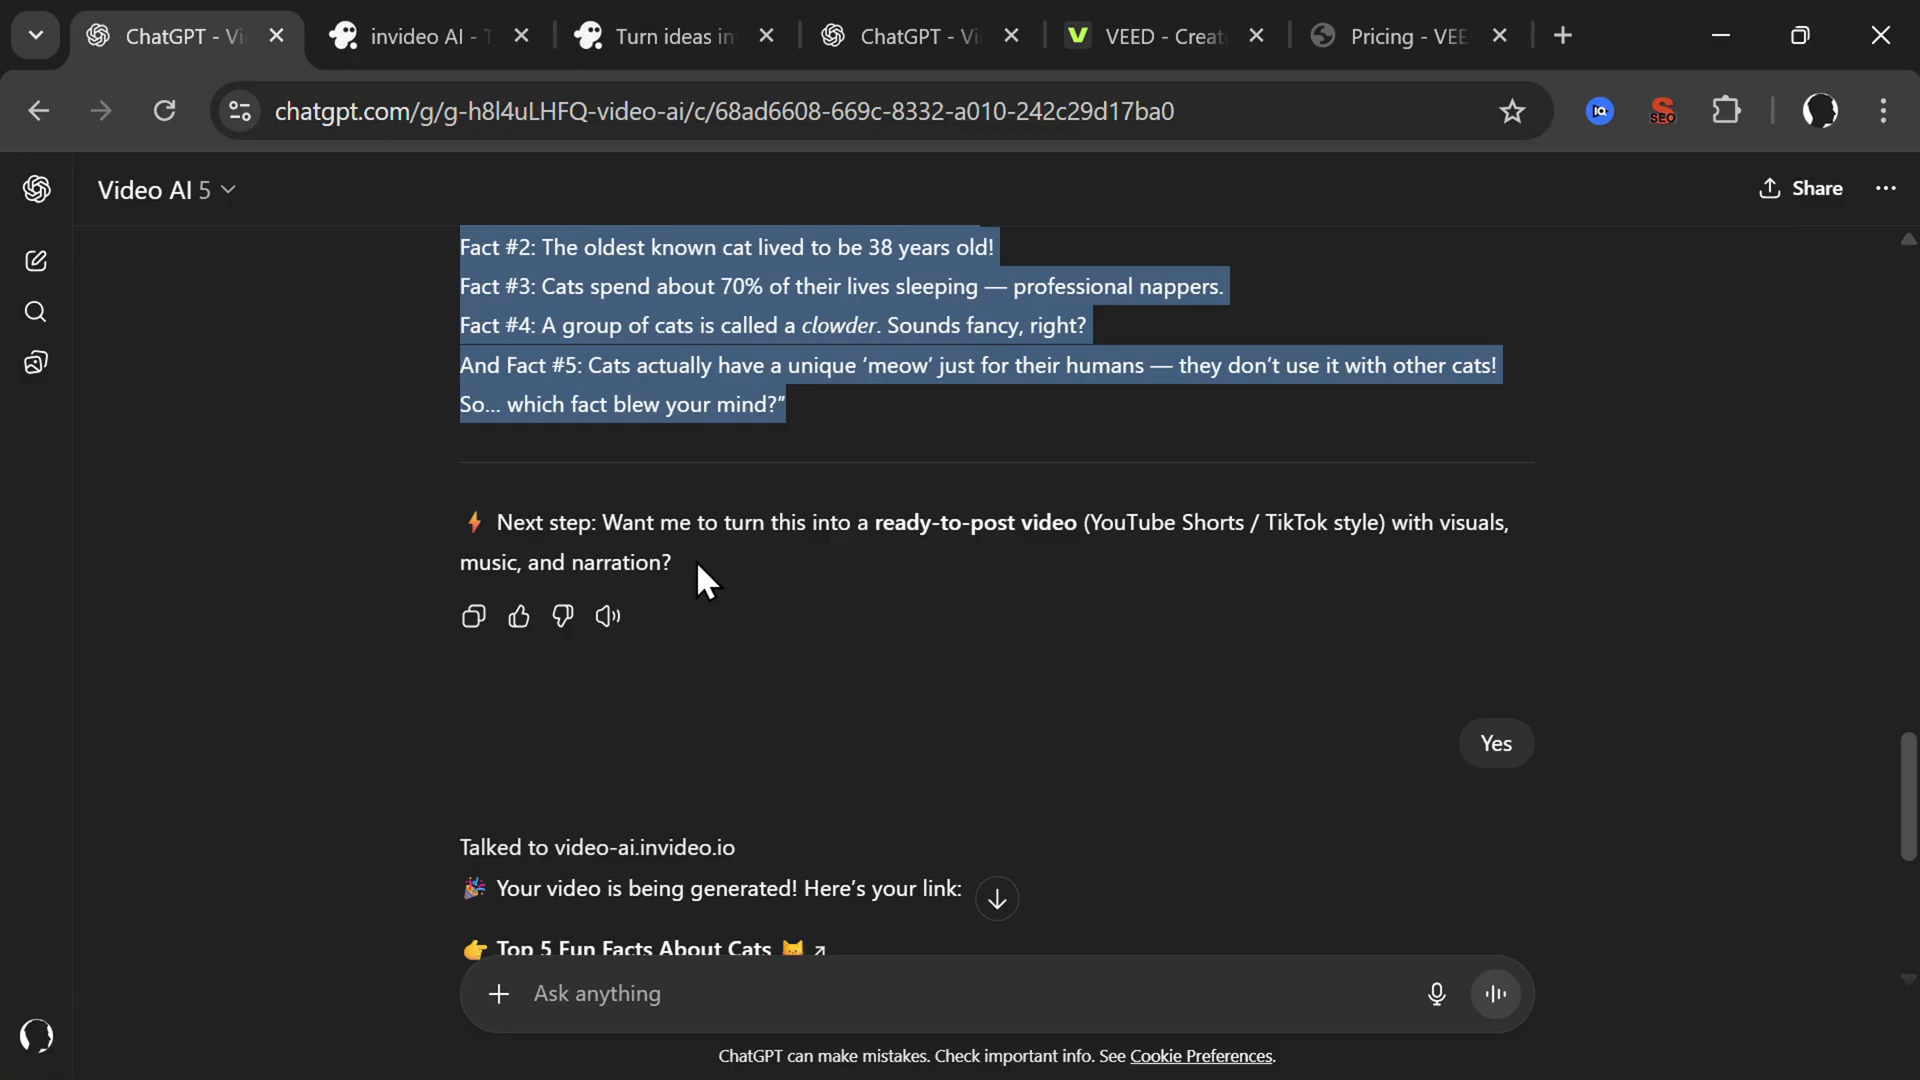 ChatGPT - Vi
invideo AI - T
Turn ideas in
ChatGPT - Vi
VEED - Creat
Pricing - VEE
chatgpt.com/g/g-h8l4uLHFQ-video-ai/c/68ad6608-669c-8332-a010-242c29d17ba0
IQ
SEO
Video AI 5
Share
Fact #2: The oldest known cat lived to be 38 years old!
Fact #3: Cats spend about 70% of their lives sleeping — professional nappers.
Fact #4: A group of cats is called a clowder. Sounds fancy, right?
And Fact #5: Cats actually have a unique ‘meow’ just for their humans — they don’t use it with other cats!
So... which fact blew your mind?”
⚡ Next step: Want me to turn this into a ready-to-post video (YouTube Shorts / TikTok style) with visuals,
music, and narration?
Yes
Talked to video-ai.invideo.io
🎉 Your video is being generated! Here’s your link:
👉 Top 5 Fun Facts About Cats 🐱 ↗
Ask anything
ChatGPT can make mistakes. Check important info. See Cookie Preferences.